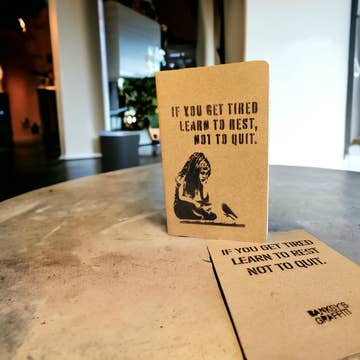 IF YOU GET TIRED
LEARN TO REST,
NOT TO QUIT.
IF YOU GET TIRED
LEARN TO REST
NOT TO QUIT.
BANKSY'S
GRAFFITI